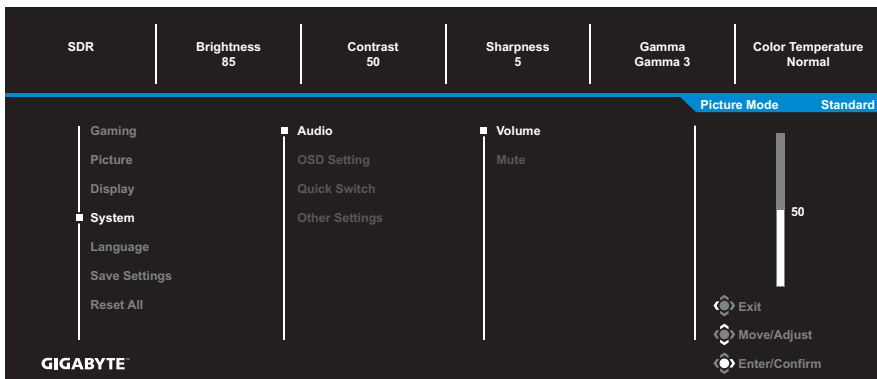 SDR
Brightness
85
Contrast
50
Sharpness
5
Gamma
Gamma 3
Color Temperature
Normal
Picture Mode Standard
Gaming
Picture
Display
System
Language
Save Settings
Reset All
Audio
OSD Setting
Quick Switch
Other Settings
Volume
Mute
50
Exit
Move/Adjust
Enter/Confirm
GIGABYTE™